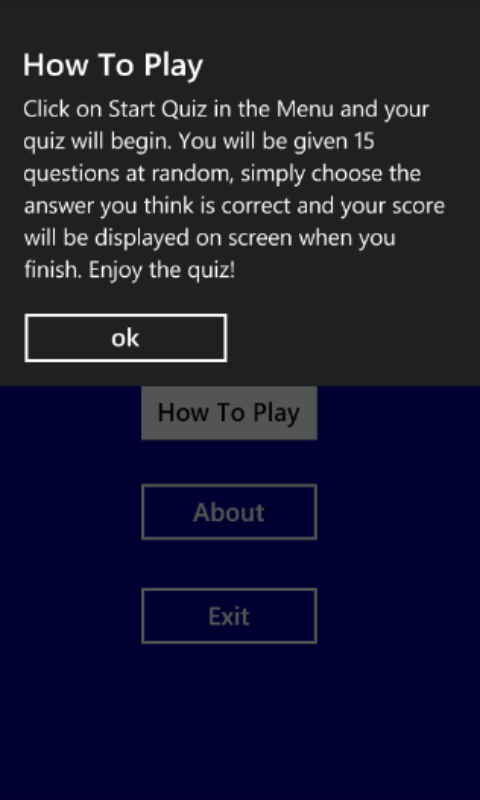 How To Play
Click on Start Quiz in the Menu and your
quiz will begin. You will be given 15
questions at random, simply choose the
answer you think is correct and your score
will be displayed on screen when you
finish. Enjoy the quiz!
ok
How To Play
About
Exit